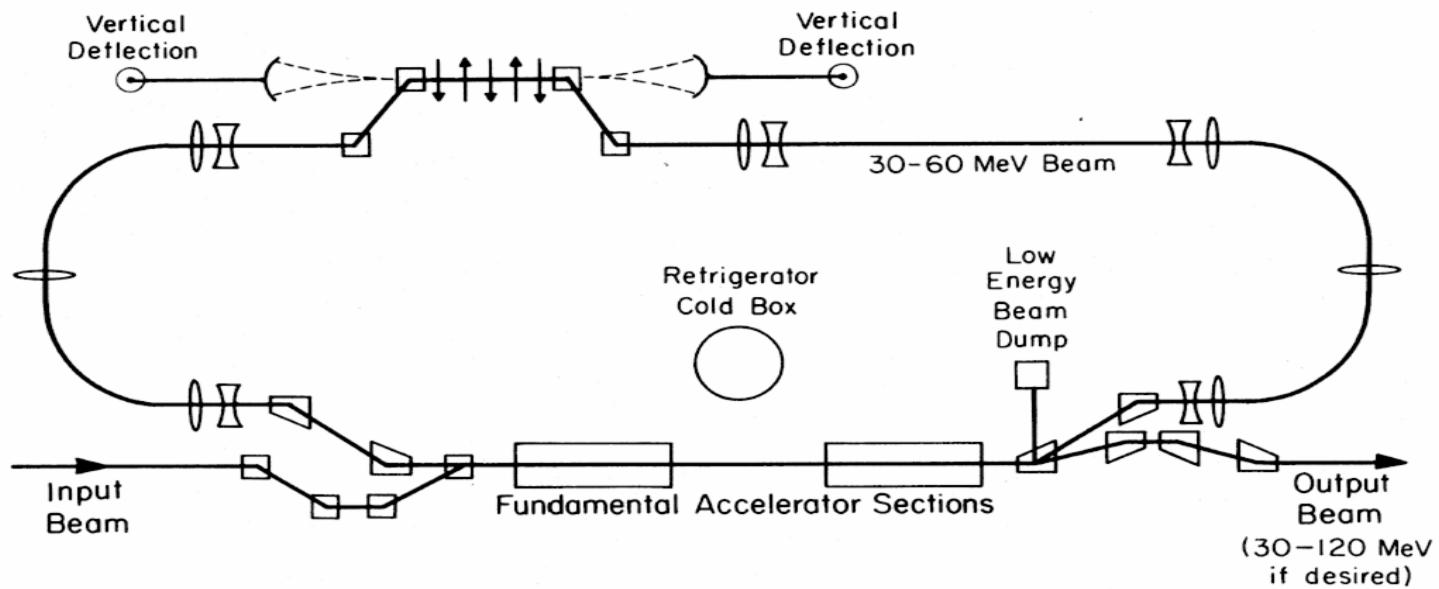 Vertical
Deflection
Vertical
Deflection
30-60 MeV Beam
Retrigerator
Cold Box
Low
Energy
Beam
Dump
Input
Beam
Fundamental Accelerator Sections
Output
Beam
(30-120 MeV
if desired)